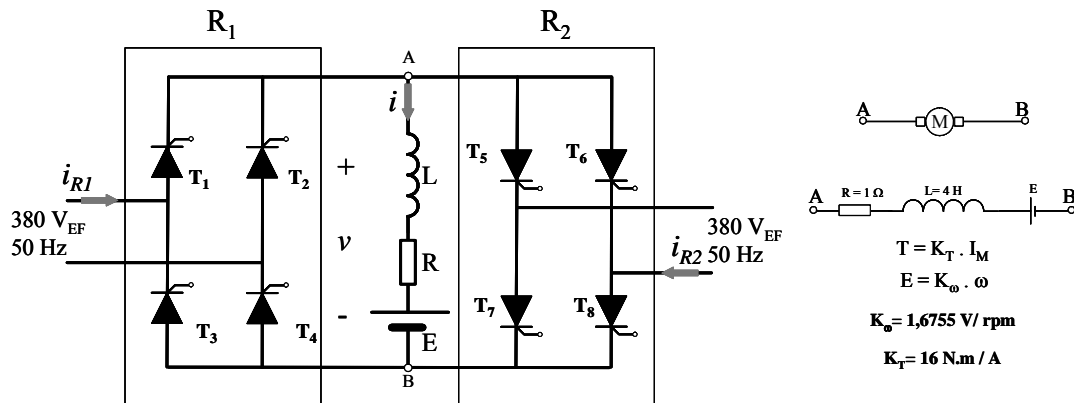 R1
R2
A
i
T1
T2
+
L
T5
T6
iR1
380 VEF
50 Hz
v
R
380 VEF
iR2
50 Hz
T3
T4
-
E
T7
T8
B
A
M
B
A
R = 1 Ω
L= 4 H
E
B
T = KT . IM
E = Kω . ω
Kω= 1,6755 V/ rpm
KT= 16 N.m / A